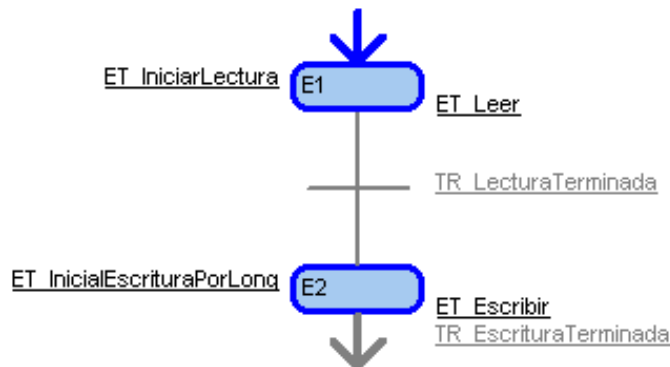 ET_IniciarLectura
E1
ET_Leer
TR_LecturaTerminada
ET_InicialEscrituraPorLong
E2
ET_Escribir
TR_EscrituraTerminada